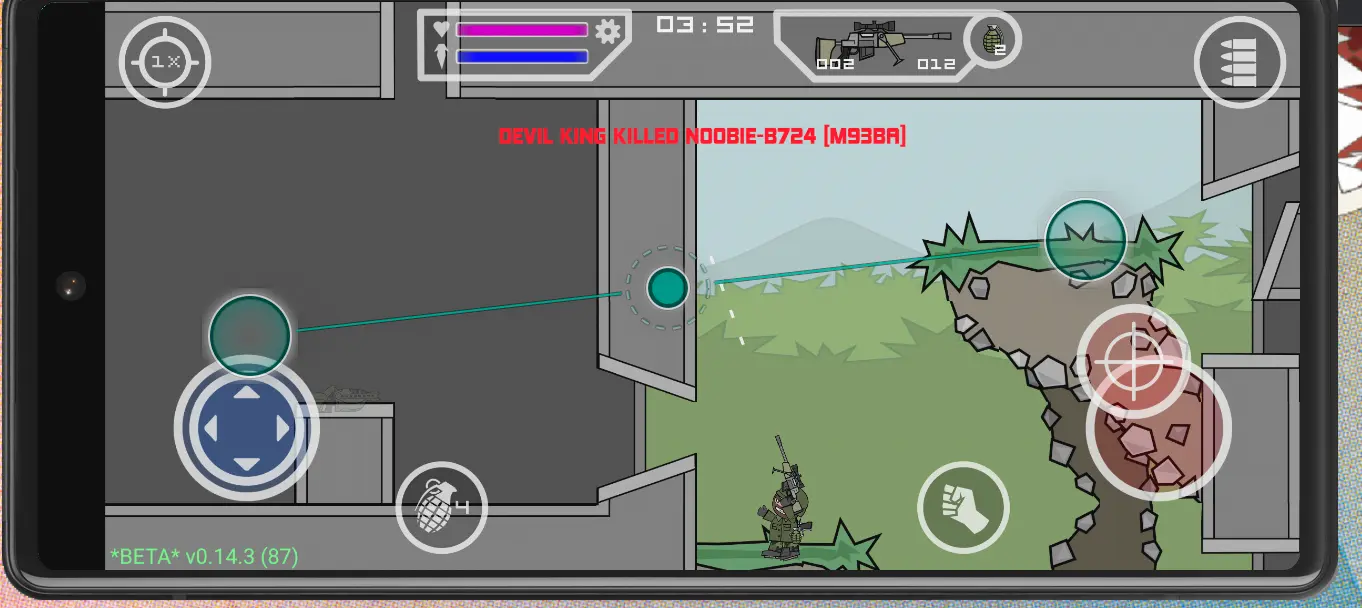 03:52
1X
002
012
2
DEVIL KING KILLED NOOBIE-B724 [M93BA]
4
*BETA* v0.14.3 (87)